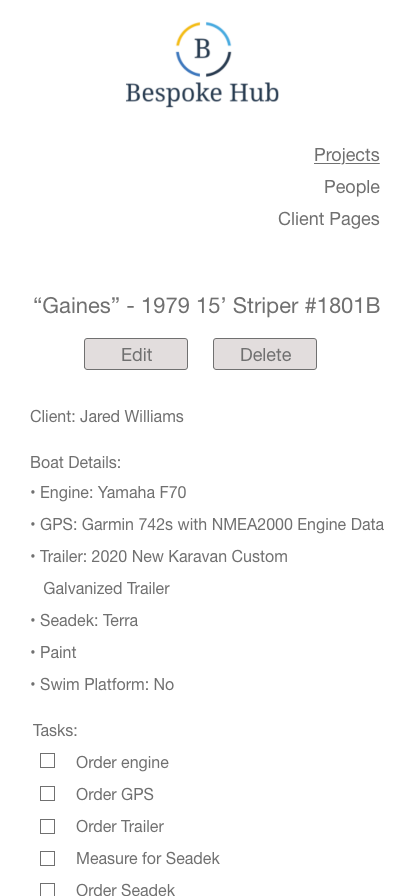 B
Bespoke Hub
Projects
People
Client Pages
“Gaines” - 1979 15’ Striper #1801B
Edit Delete
Client: Jared Williams
Boat Details:
• Engine: Yamaha F70
• GPS: Garmin 742s with NMEA2000 Engine Data
• Trailer: 2020 New Karavan Custom
Galvanized Trailer
• Seadek: Terra
• Paint
• Swim Platform: No
Tasks:
Order engine
Order GPS
Order Trailer
Measure for Seadek
Order Seadek